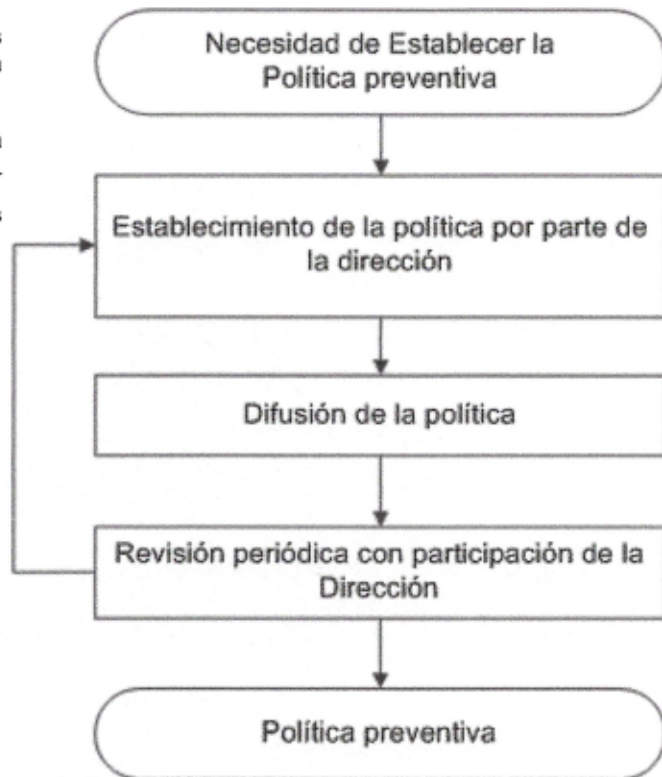 Necesidad de Establecer la
Política preventiva
Establecimiento de la política por parte de
la dirección
Difusión de la política
Revisión periódica con participación de la
Dirección
Política preventiva